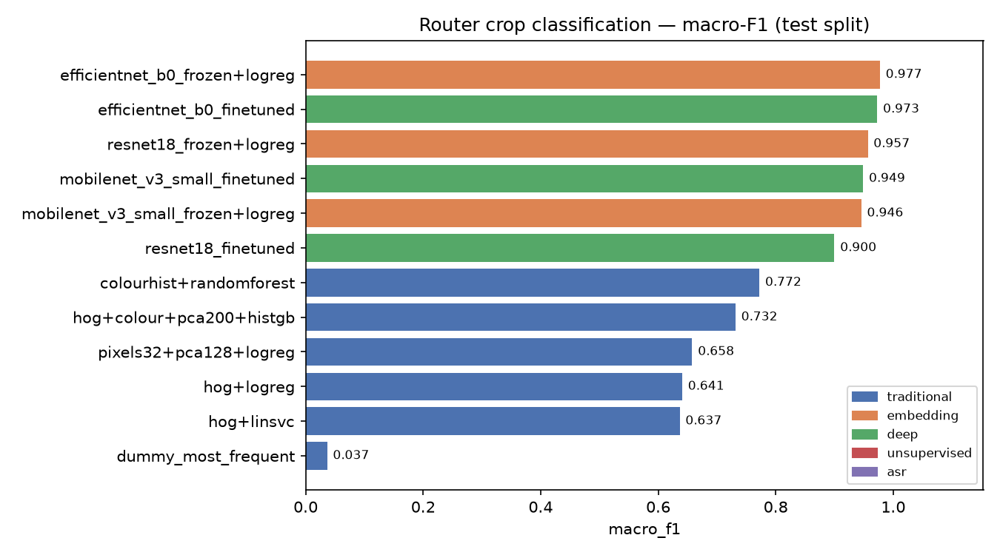 Router crop classification — macro-F1 (test split)
efficientnet_b0_frozen+logreg 0.977
efficientnet_b0_finetuned 0.973
resnet18_frozen+logreg 0.957
mobilenet_v3_small_finetuned 0.949
mobilenet_v3_small_frozen+logreg 0.946
resnet18_finetuned 0.900
colourhist+randomforest 0.772
hog+colour+pca200+histgb 0.732
pixels32+pca128+logreg 0.658
hog+logreg 0.641
hog+linsvc 0.637
dummy_most_frequent 0.037
traditional
embedding
deep
unsupervised
asr
0.0 0.2 0.4 0.6 0.8 1.0
macro_f1